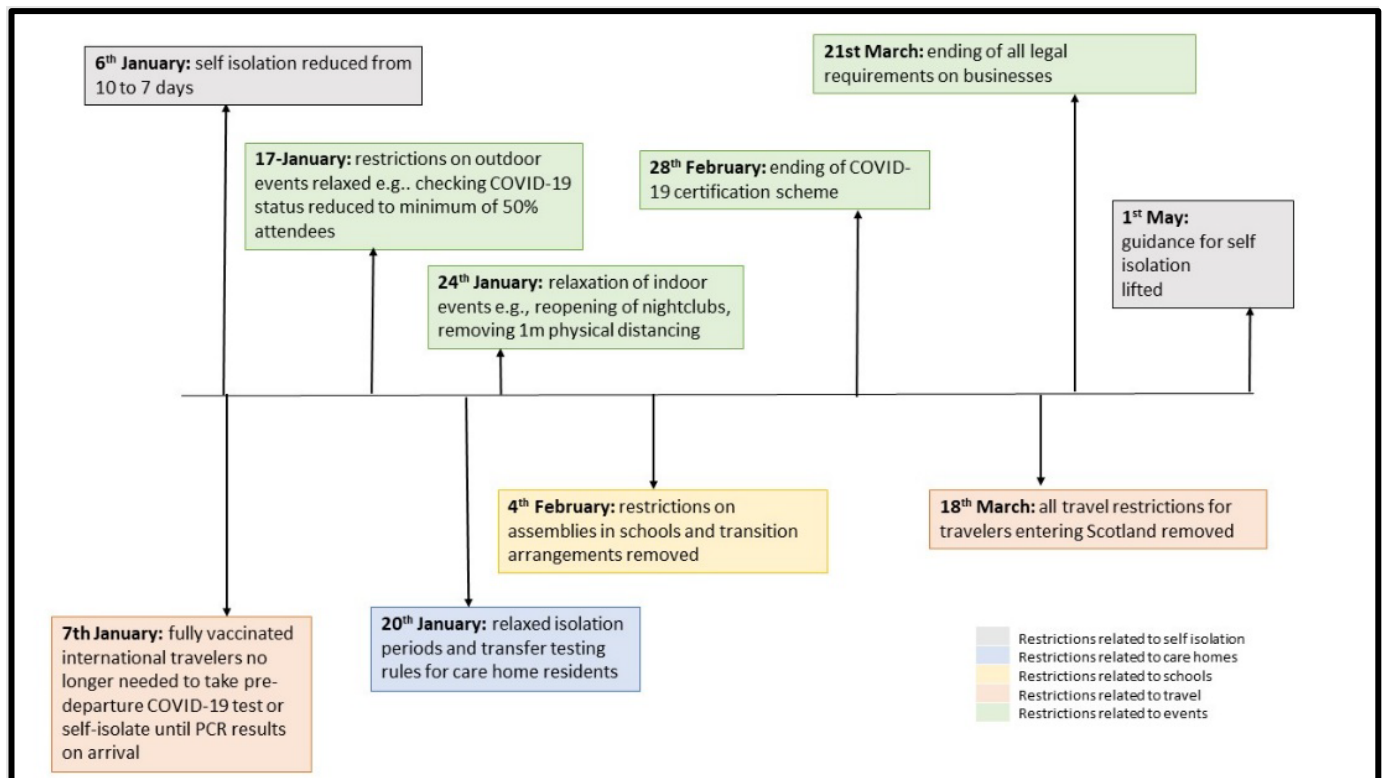 6th January: self isolation reduced from
10 to 7 days
21st March: ending of all legal
requirements on businesses
17-January: restrictions on outdoor
events relaxed e.g.. checking COVID-19
status reduced to minimum of 50%
attendees
28th February: ending of COVID-
19 certification scheme
1st May:
guidance for self
isolation
lifted
24th January: relaxation of indoor
events e.g., reopening of nightclubs,
removing 1m physical distancing
4th February: restrictions on
assemblies in schools and transition
arrangements removed
18th March: all travel restrictions for
travelers entering Scotland removed
7th January: fully vaccinated
international travelers no
longer needed to take pre-
departure COVID-19 test or
self-isolate until PCR results
on arrival
20th January: relaxed isolation
periods and transfer testing
rules for care home residents
Restrictions related to self isolation
Restrictions related to care homes
Restrictions related to schools
Restrictions related to travel
Restrictions related to events